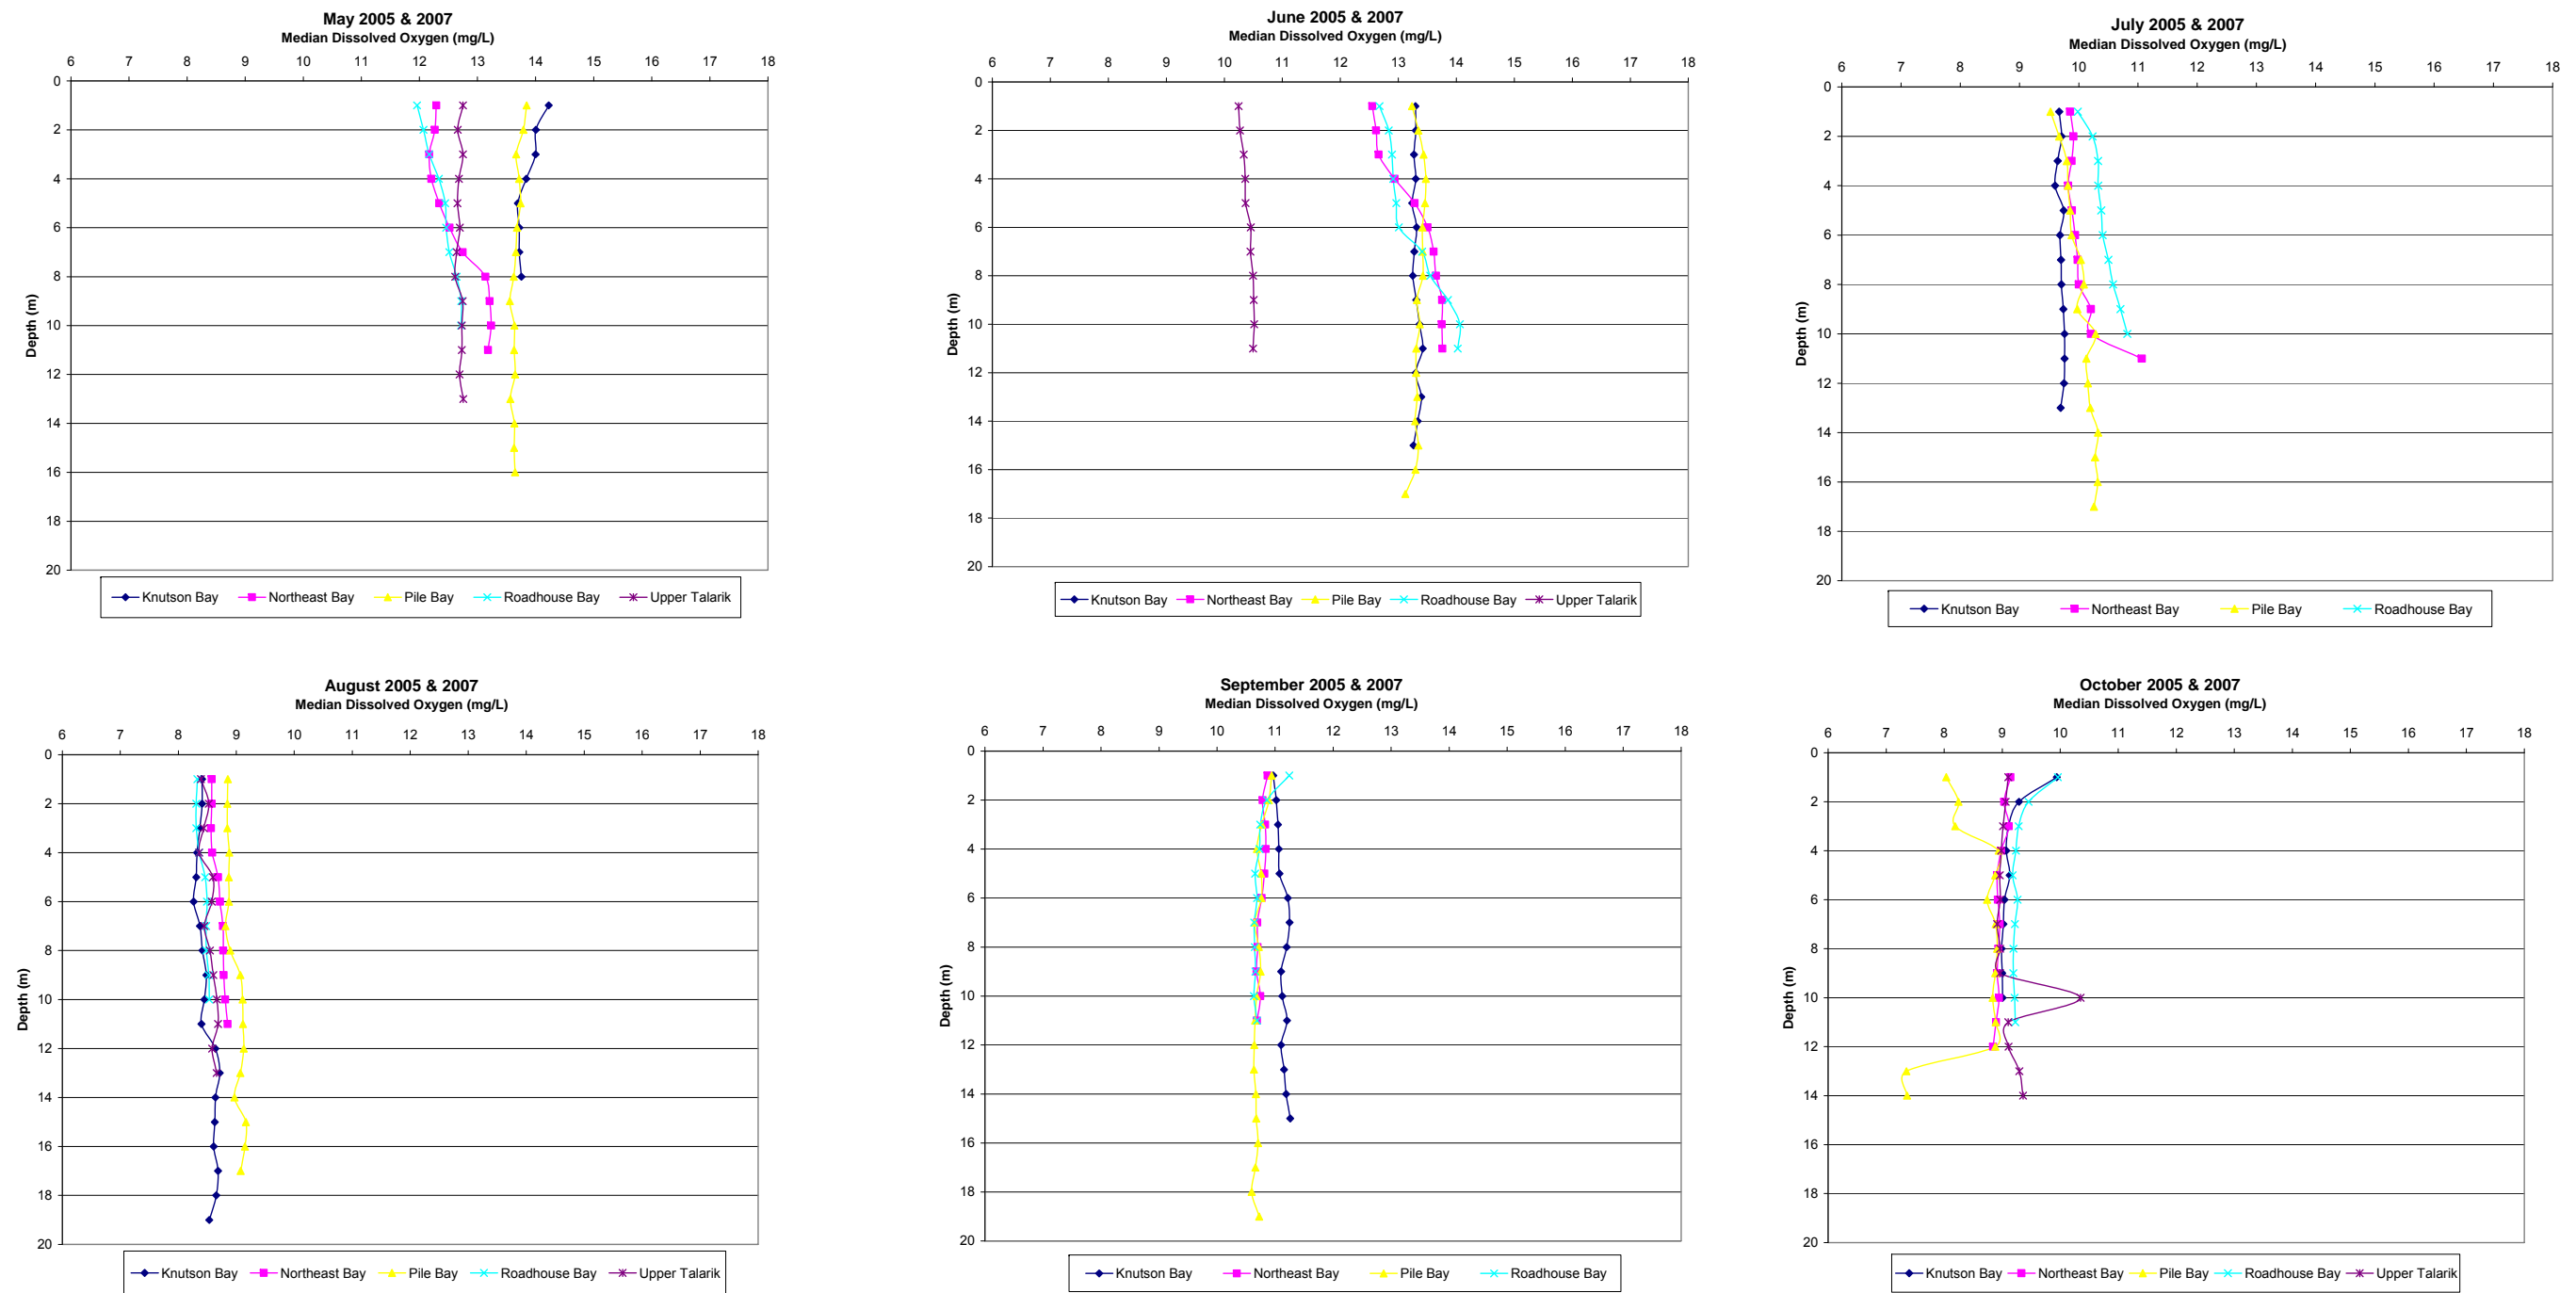 May 2005 & 2007
Median Dissolved Oxygen (mg/L)
6 7 8 9 10 11 12 13 14 15 16 17 18
0
2
4
6
8
10
12
14
16
18
20
Depth (m)
Knutson Bay Northeast Bay Pile Bay Roadhouse Bay Upper Talarik
June 2005 & 2007
Median Dissolved Oxygen (mg/L)
6 7 8 9 10 11 12 13 14 15 16 17 18
0
2
4
6
8
10
12
14
16
18
20
Depth (m)
Knutson Bay Northeast Bay Pile Bay Roadhouse Bay Upper Talarik
July 2005 & 2007
Median Dissolved Oxygen (mg/L)
6 7 8 9 10 11 12 13 14 15 16 17 18
0
2
4
6
8
10
12
14
16
18
20
Depth (m)
Knutson Bay Northeast Bay Pile Bay Roadhouse Bay
August 2005 & 2007
Median Dissolved Oxygen (mg/L)
6 7 8 9 10 11 12 13 14 15 16 17 18
0
2
4
6
8
10
12
14
16
18
20
Depth (m)
Knutson Bay Northeast Bay Pile Bay Roadhouse Bay Upper Talarik
September 2005 & 2007
Median Dissolved Oxygen (mg/L)
6 7 8 9 10 11 12 13 14 15 16 17 18
0
2
4
6
8
10
12
14
16
18
20
Depth (m)
Knutson Bay Northeast Bay Pile Bay Roadhouse Bay
October 2005 & 2007
Median Dissolved Oxygen (mg/L)
6 7 8 9 10 11 12 13 14 15 16 17 18
0
2
4
6
8
10
12
14
16
18
20
Depth (m)
Knutson Bay Northeast Bay Pile Bay Roadhouse Bay Upper Talarik